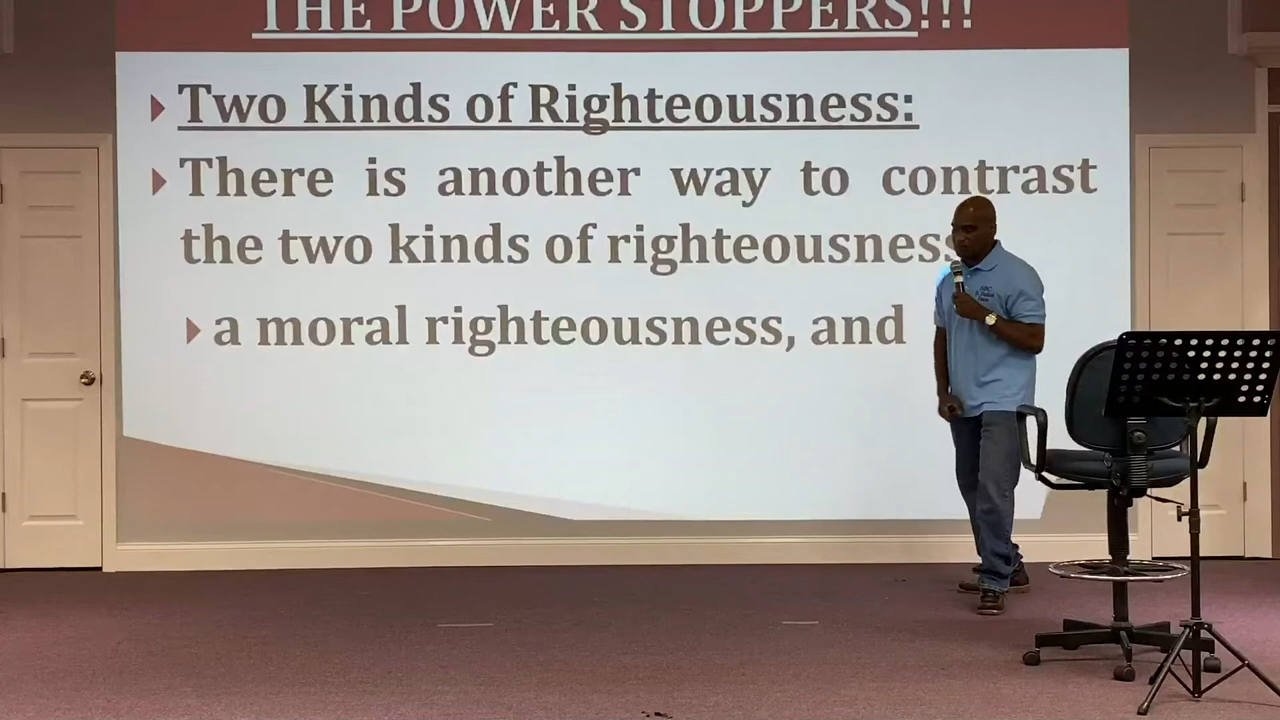 THE POWER STOPPERS!!!
Two Kinds of Righteousness:
There is another way to contrast
the two kinds of righteousness
a moral righteousness, and